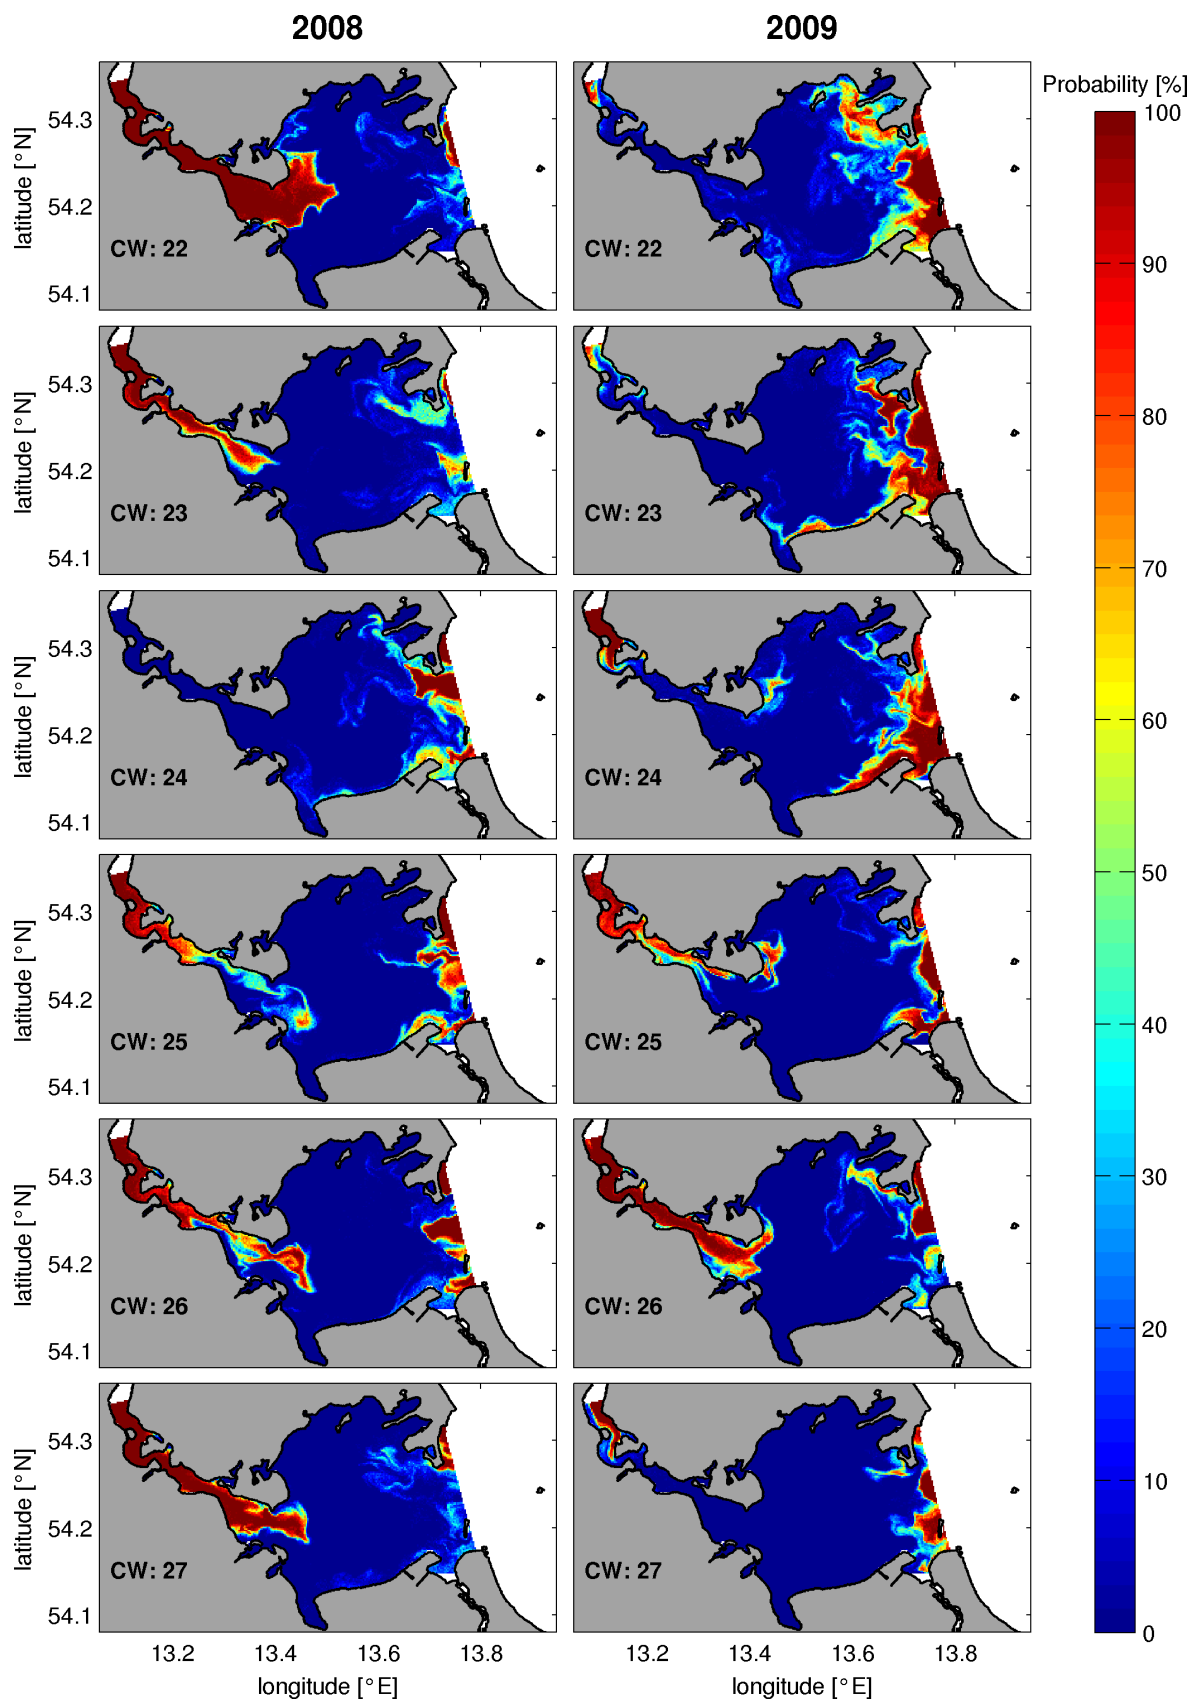 2008 2009
Probability [%]
latitude [°N] 54.3 54.2 54.1 CW: 22 CW: 22
latitude [°N] 54.3 54.2 54.1 CW: 23 CW: 23
latitude [°N] 54.3 54.2 54.1 CW: 24 CW: 24
latitude [°N] 54.3 54.2 54.1 CW: 25 CW: 25
latitude [°N] 54.3 54.2 54.1 CW: 26 CW: 26
latitude [°N] 54.3 54.2 54.1 CW: 27 CW: 27
13.2 13.4 13.6 13.8 13.2 13.4 13.6 13.8
longitude [°E] longitude [°E]
100
90
80
70
60
50
40
30
20
10
0